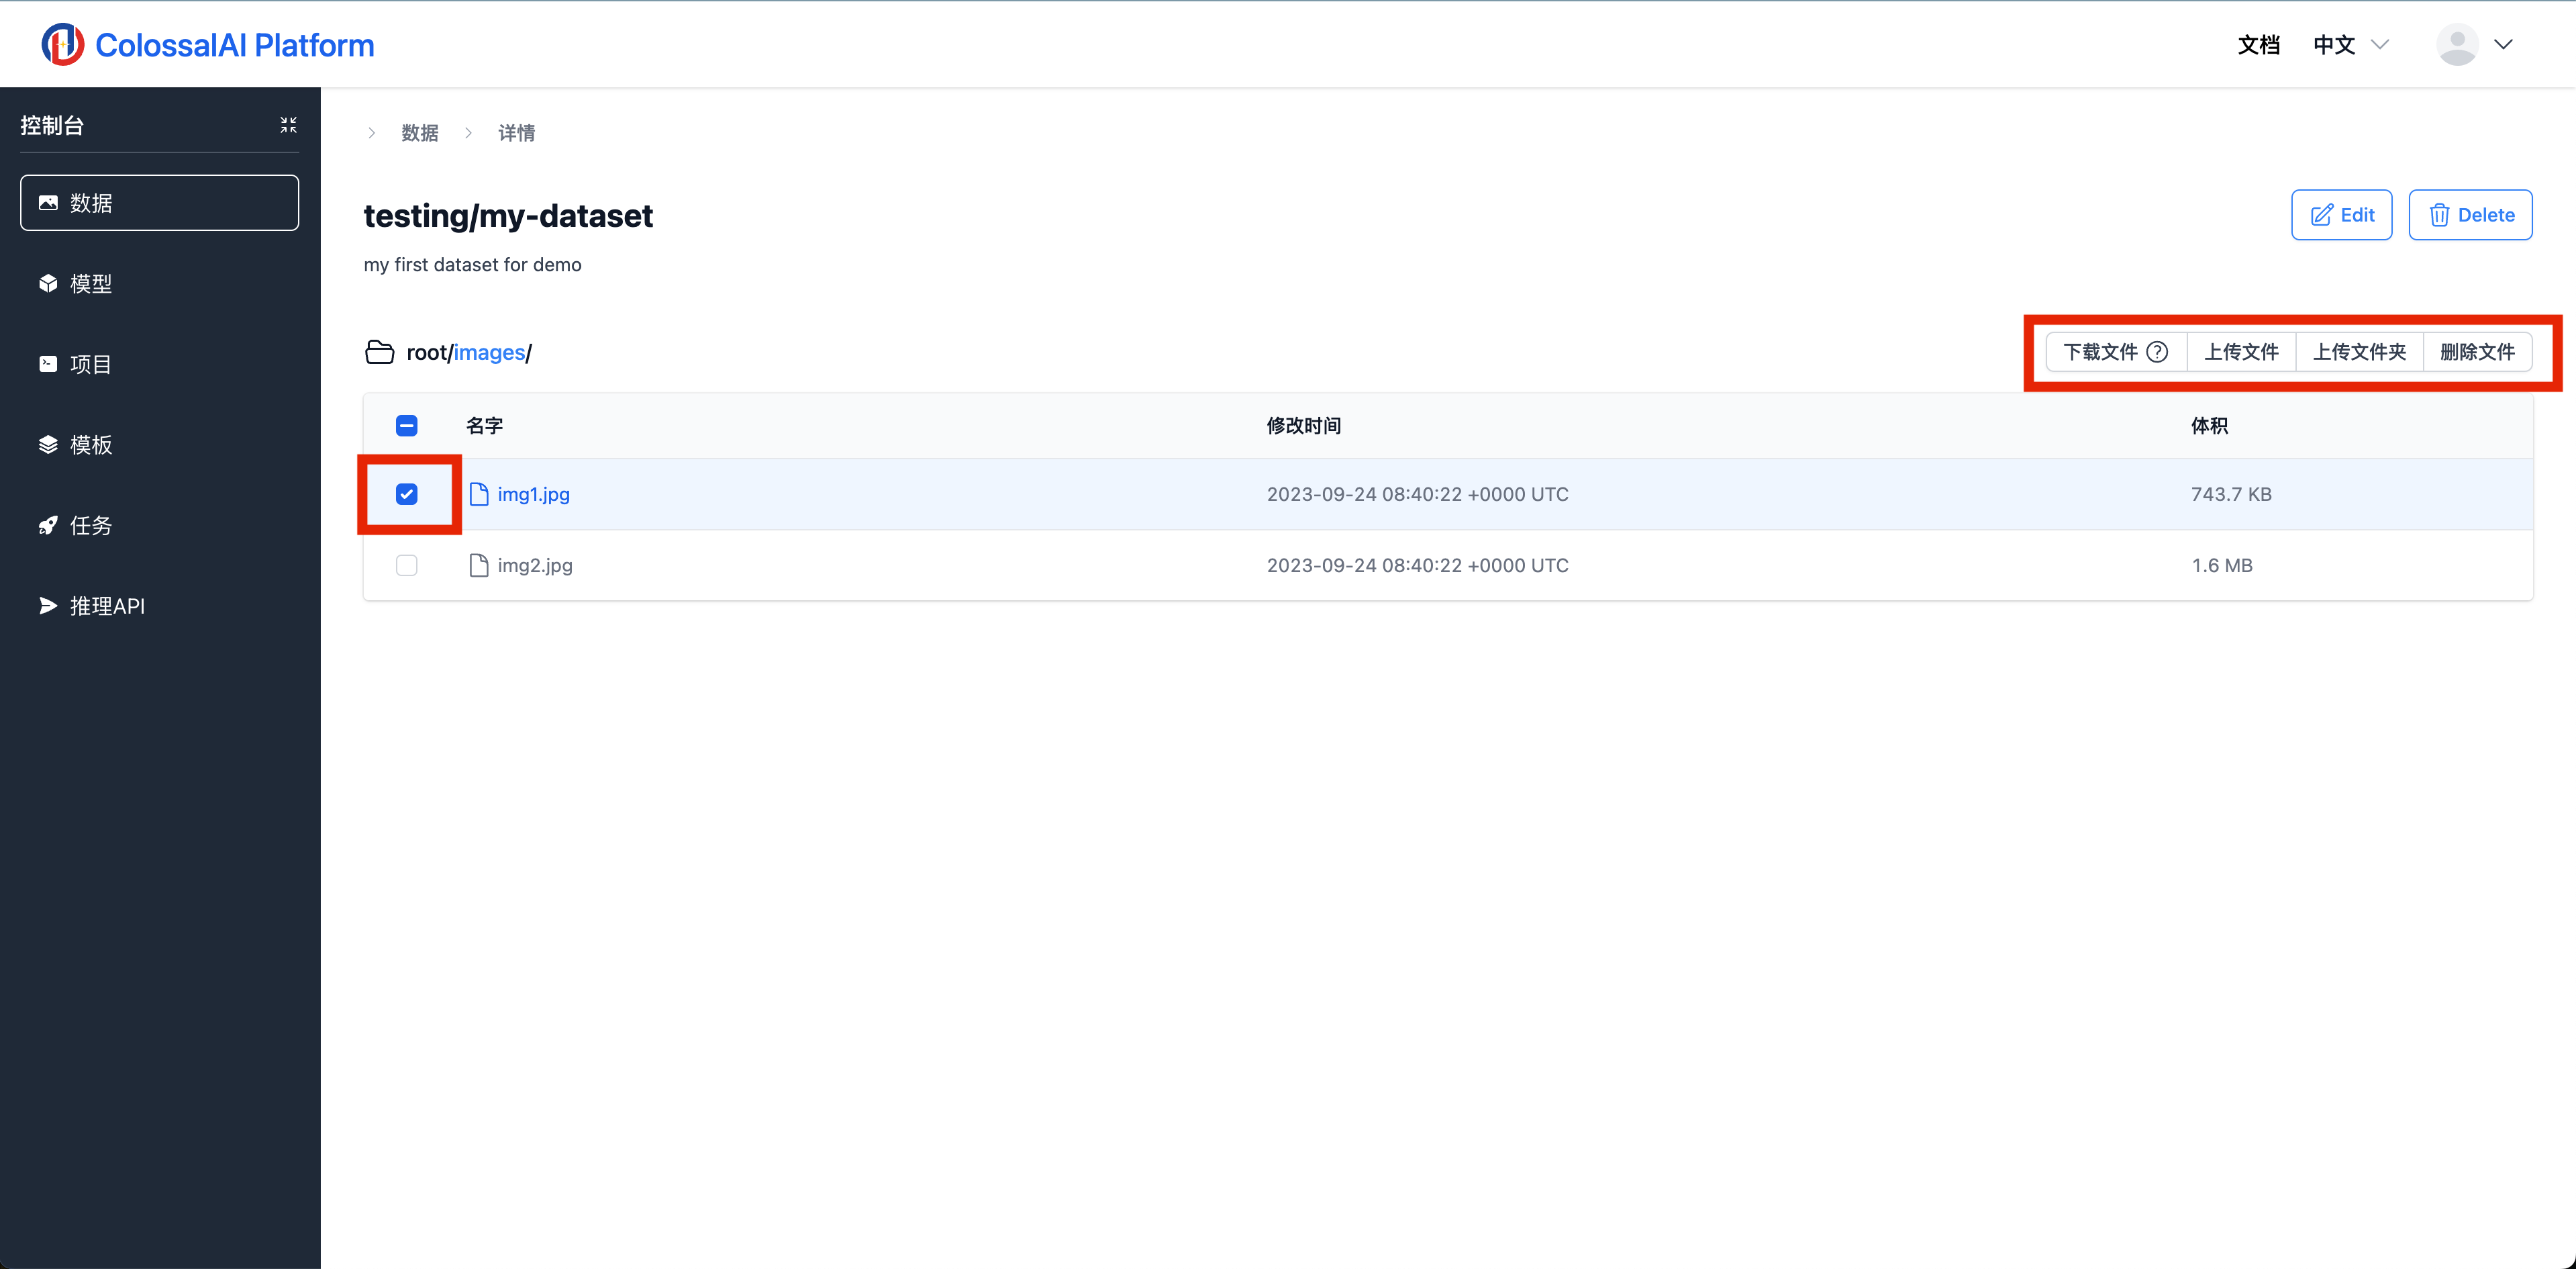 ColossalAI Platform
文档 中文
控制台
数据
模型
项目
模板
任务
推理API
数据 详情
testing/my-dataset
Edit Delete
my first dataset for demo
root/images/
下载文件 上传文件 上传文件夹 删除文件
名字 修改时间 体积
img1.jpg 2023-09-24 08:40:22 +0000 UTC 743.7 KB
img2.jpg 2023-09-24 08:40:22 +0000 UTC 1.6 MB